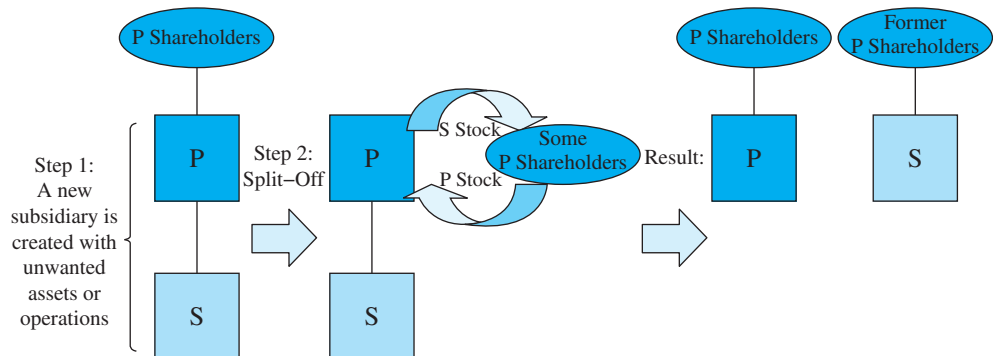 P Shareholders
Step 1:
A new
subsidiary is
created with
unwanted
assets or
operations
P
S
Step 2:
Split–Off
P
S
S Stock
P Stock
Some
P Shareholders
Result:
P Shareholders
P
Former
P Shareholders
S